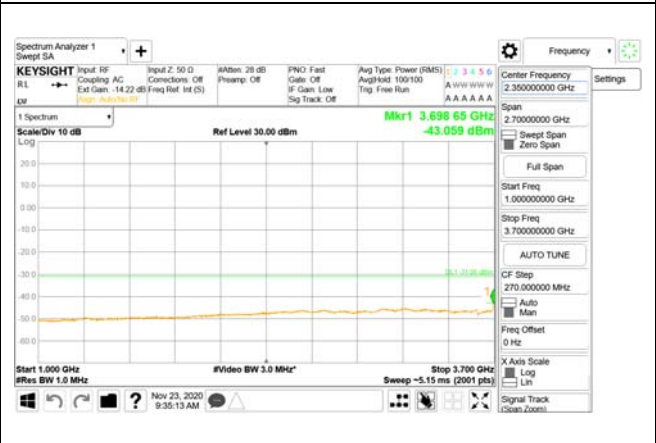 Spectrum Analyzer 1
Swept SA
Frequency
KEYSIGHT
Input: RF
Coupling: AC
Ext Gain: -14.22 dB
Align: Auto/No RF
Input Z: 50 Ω
Corrections: Off
Freq Ref: Int (S)
#Atten: 28 dB
Preamp: Off
PNO: Fast
Gate: Off
IF Gain: Low
Sig Track: Off
Avg Type: Power (RMS)
Avg|Hold: 100/100
Trig: Free Run
1 2 3 4 5 6
A W W W W W
A A A A A A
R L
Center Frequency
2.350000000 GHz
Settings
Span
2.70000000 GHz
Swept Span
Zero Span
Full Span
Start Freq
1.000000000 GHz
Stop Freq
3.700000000 GHz
AUTO TUNE
CF Step
270.000000 MHz
Auto
Man
Freq Offset
0 Hz
X Axis Scale
Log
Lin
Signal Track
(Span Zoom)
1 Spectrum
Scale/Div 10 dB
Ref Level 30.00 dBm
Mkr1 3.698 65 GHz
-43.059 dBm
Log
20.0
10.0
0.00
-10.0
-20.0
-30.0
-40.0
-50.0
-60.0
1
Start 1.000 GHz
#Video BW 3.0 MHz*
Stop 3.700 GHz
#Res BW 1.0 MHz
Sweep ~5.15 ms (2001 pts)
Nov 23, 2020
9:35:13 AM